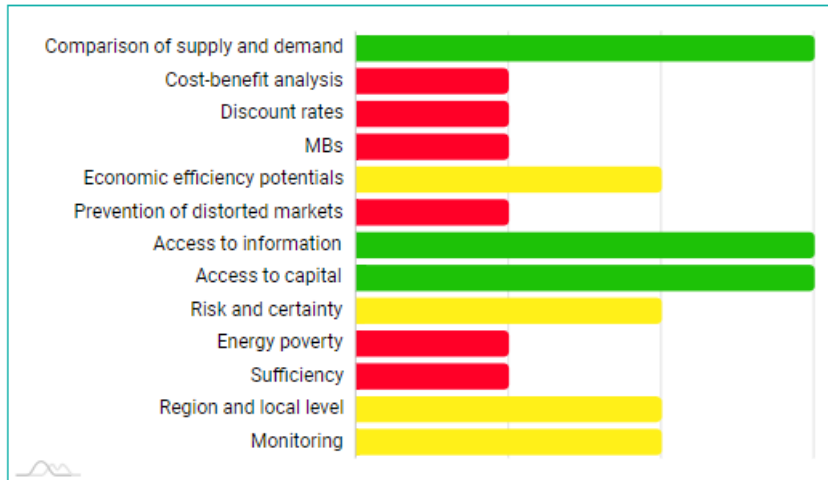 Comparison of supply and demand
Cost-benefit analysis
Discount rates
MBs
Economic efficiency potentials
Prevention of distorted markets
Access to information
Access to capital
Risk and certainty
Energy poverty
Sufficiency
Region and local level
Monitoring